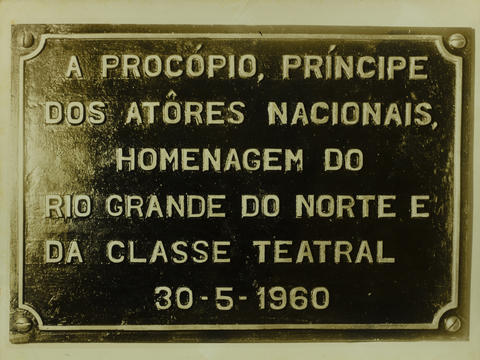 A PROCÓPIO, PRÍNCIPE
DOS ATÔRES NACIONAIS,
HOMENAGEM DO
RIO GRANDE DO NORTE E
DA CLASSE TEATRAL
30-5-1960